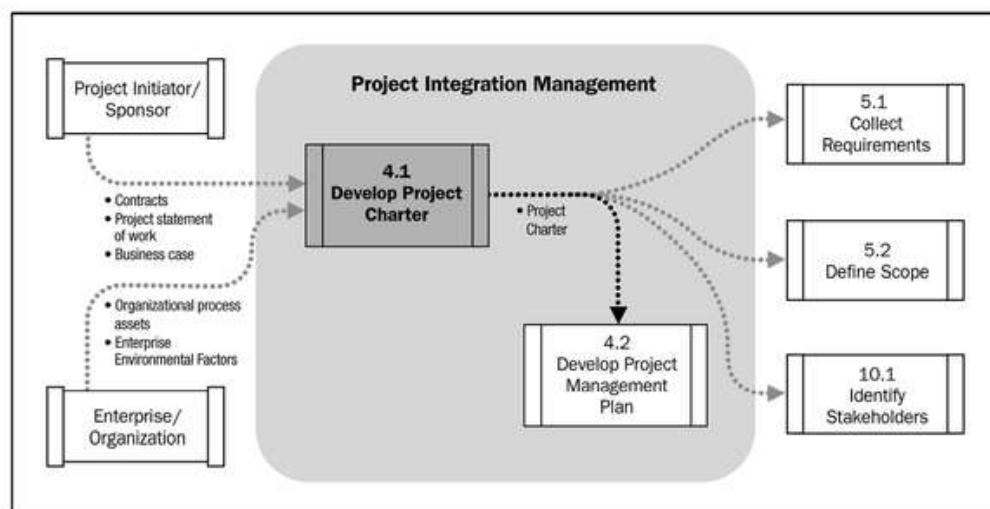 Project Initiator/
Sponsor
• Contracts
• Project statement
of work
• Business case
• Organizational process
assets
• Enterprise
Environmental Factors
Enterprise/
Organization
Project Integration Management
4.1
Develop Project
Charter
• Project
Charter
4.2
Develop Project
Management
Plan
5.1
Collect
Requirements
5.2
Define Scope
10.1
Identify
Stakeholders